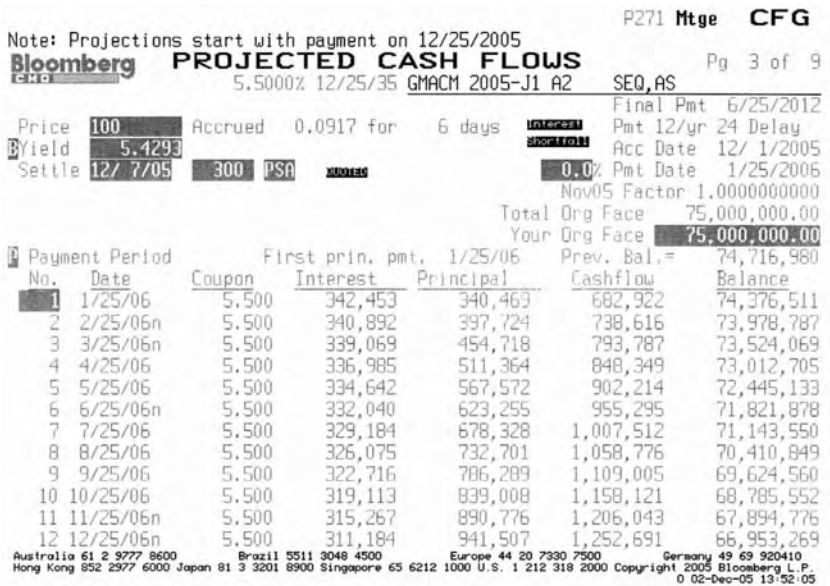 P271 Mtge CFG
Note: Projections start with payment on 12/25/2005
Bloomberg PROJECTED CASH FLOWS Pg 3 of 9
CMO 5.5000% 12/25/35 GMACM 2005-J1 A2 SEQ,AS
Final Pmt 6/25/2012
Price 100 Accrued 0.0917 for 6 days Interest Pmt 12/yr 24 Delay
BYield 5.4293 Shortfall Acc Date 12/ 1/2005
Settle 12/ 7/05 300 PSA QUOTED 0.0% Pmt Date 1/25/2006
Nov05 Factor 1.0000000000
Total Org Face 75,000,000.00
Your Org Face 75,000,000.00
P Payment Period First prin. pmt. 1/25/06 Prev. Bal.= 74,716,980
No. Date Coupon Interest Principal Cashflow Balance
1 1/25/06 5.500 342,453 340,469 682,922 74,376,511
2 2/25/06n 5.500 340,892 397,724 738,616 73,978,787
3 3/25/06n 5.500 339,069 454,718 793,787 73,524,069
4 4/25/06 5.500 336,985 511,364 848,349 73,012,705
5 5/25/06 5.500 334,642 567,572 902,214 72,445,133
6 6/25/06n 5.500 332,040 623,255 955,295 71,821,878
7 7/25/06 5.500 329,184 678,328 1,007,512 71,143,550
8 8/25/06 5.500 326,075 732,701 1,058,776 70,410,849
9 9/25/06 5.500 322,716 786,289 1,109,005 69,624,560
10 10/25/06 5.500 319,113 839,008 1,158,121 68,785,552
11 11/25/06n 5.500 315,267 890,776 1,206,043 67,894,776
12 12/25/06n 5.500 311,184 941,507 1,252,691 66,953,269
Australia 61 2 9777 8600 Brazil 5511 3048 4500 Europe 44 20 7330 7500 Germany 49 69 920410
Hong Kong 852 2977 6000 Japan 81 3 3201 8900 Singapore 65 6212 1000 U.S. 1 212 318 2000 Copyright 2005 Bloomberg L.P.
0 02-Dec-05 13:52:05